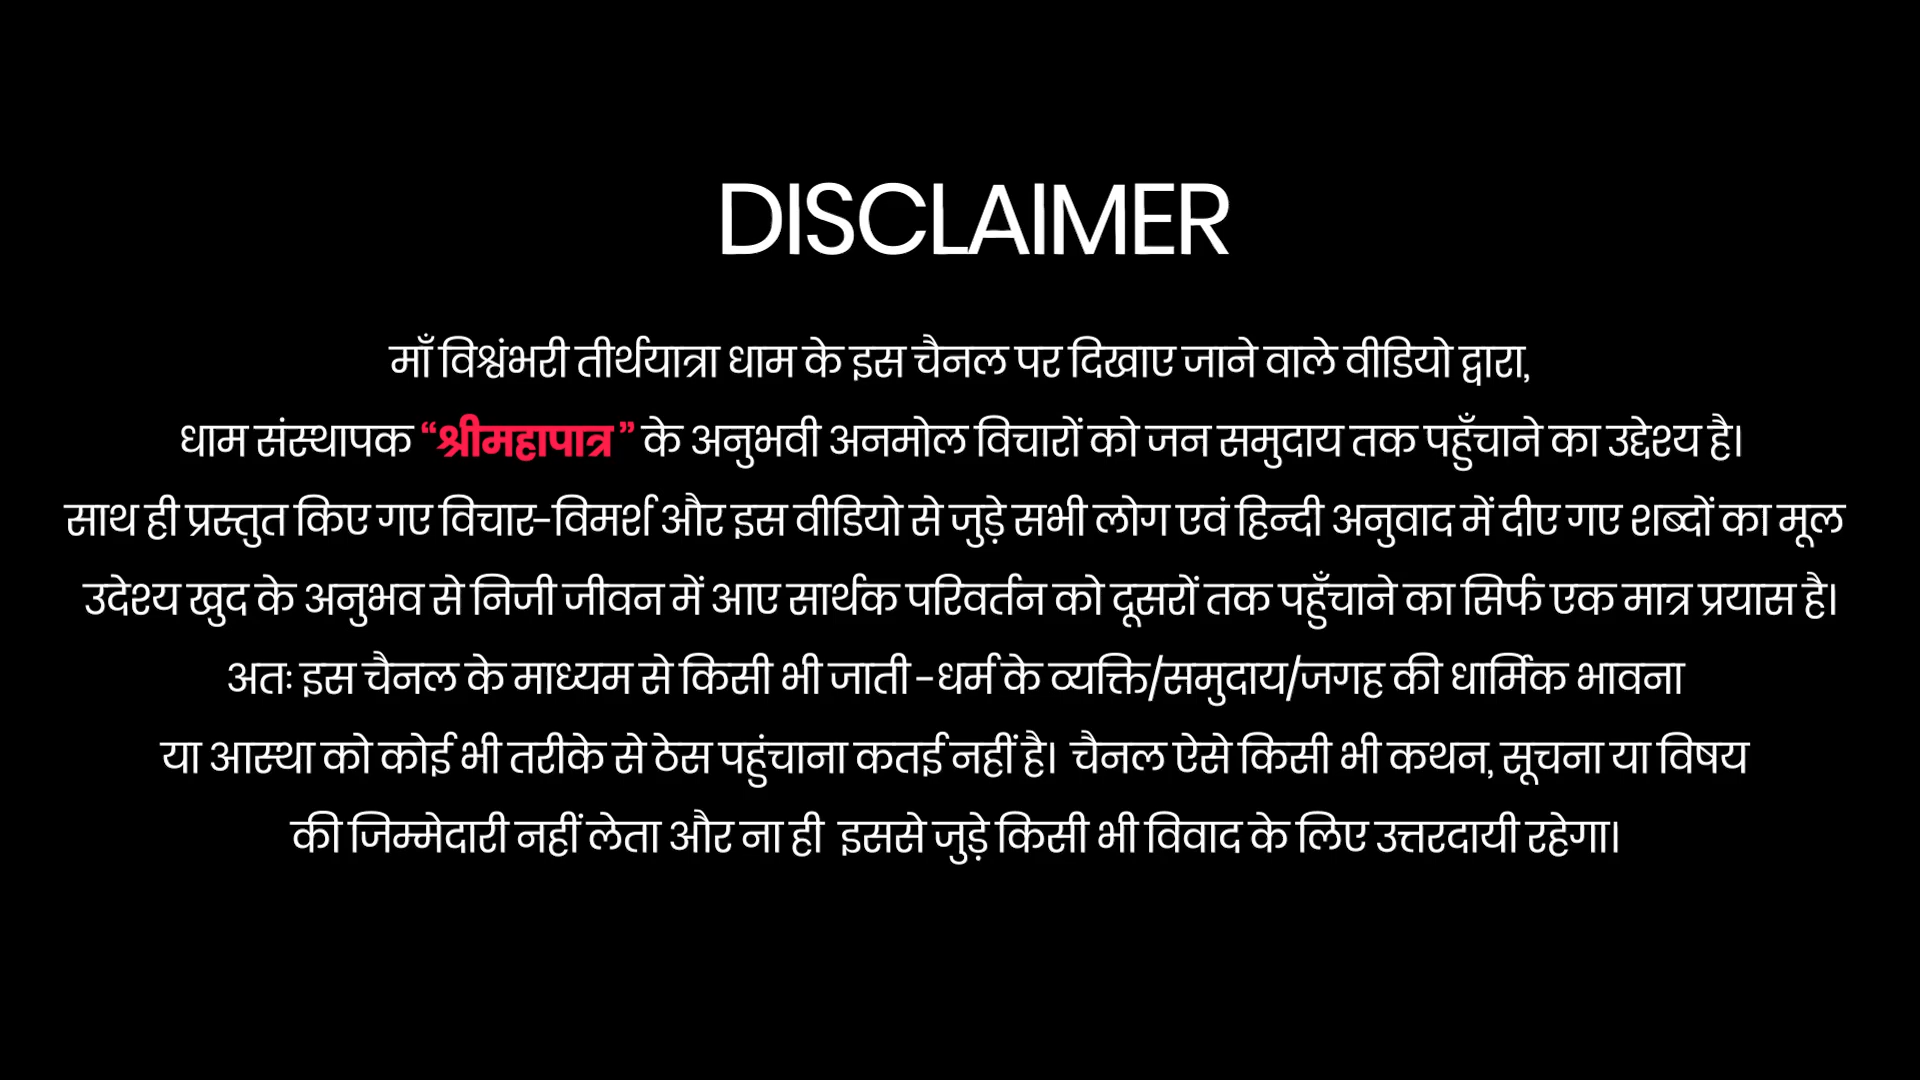 DISCLAIMER
माँ विश्वंभरी तीर्थयात्रा धाम के इस चैनल पर दिखाए जाने वाले वीडियो द्वारा,
धाम संस्थापक “श्रीमहापात्र ” के अनुभवी अनमोल विचारों को जन समुदाय तक पहुँचाने का उद्देश्य है।
साथ ही प्रस्तुत किए गए विचार-विमर्श और इस वीडियो से जुड़े सभी लोग एवं हिन्दी अनुवाद में दीए गए शब्दों का मूल
उदेश्य खुद के अनुभव से निजी जीवन में आए सार्थक परिवर्तन को दूसरों तक पहुँचाने का सिर्फ एक मात्र प्रयास है।
अतः इस चैनल के माध्यम से किसी भी जाती -धर्म के व्यक्ति/समुदाय/जगह की धार्मिक भावना
या आस्था को कोई भी तरीके से ठेस पहुंचाना कतई नहीं है। चैनल ऐसे किसी भी कथन, सूचना या विषय
की जिम्मेदारी नहीं लेता और ना ही इससे जुड़े किसी भी विवाद के लिए उत्तरदायी रहेगा।